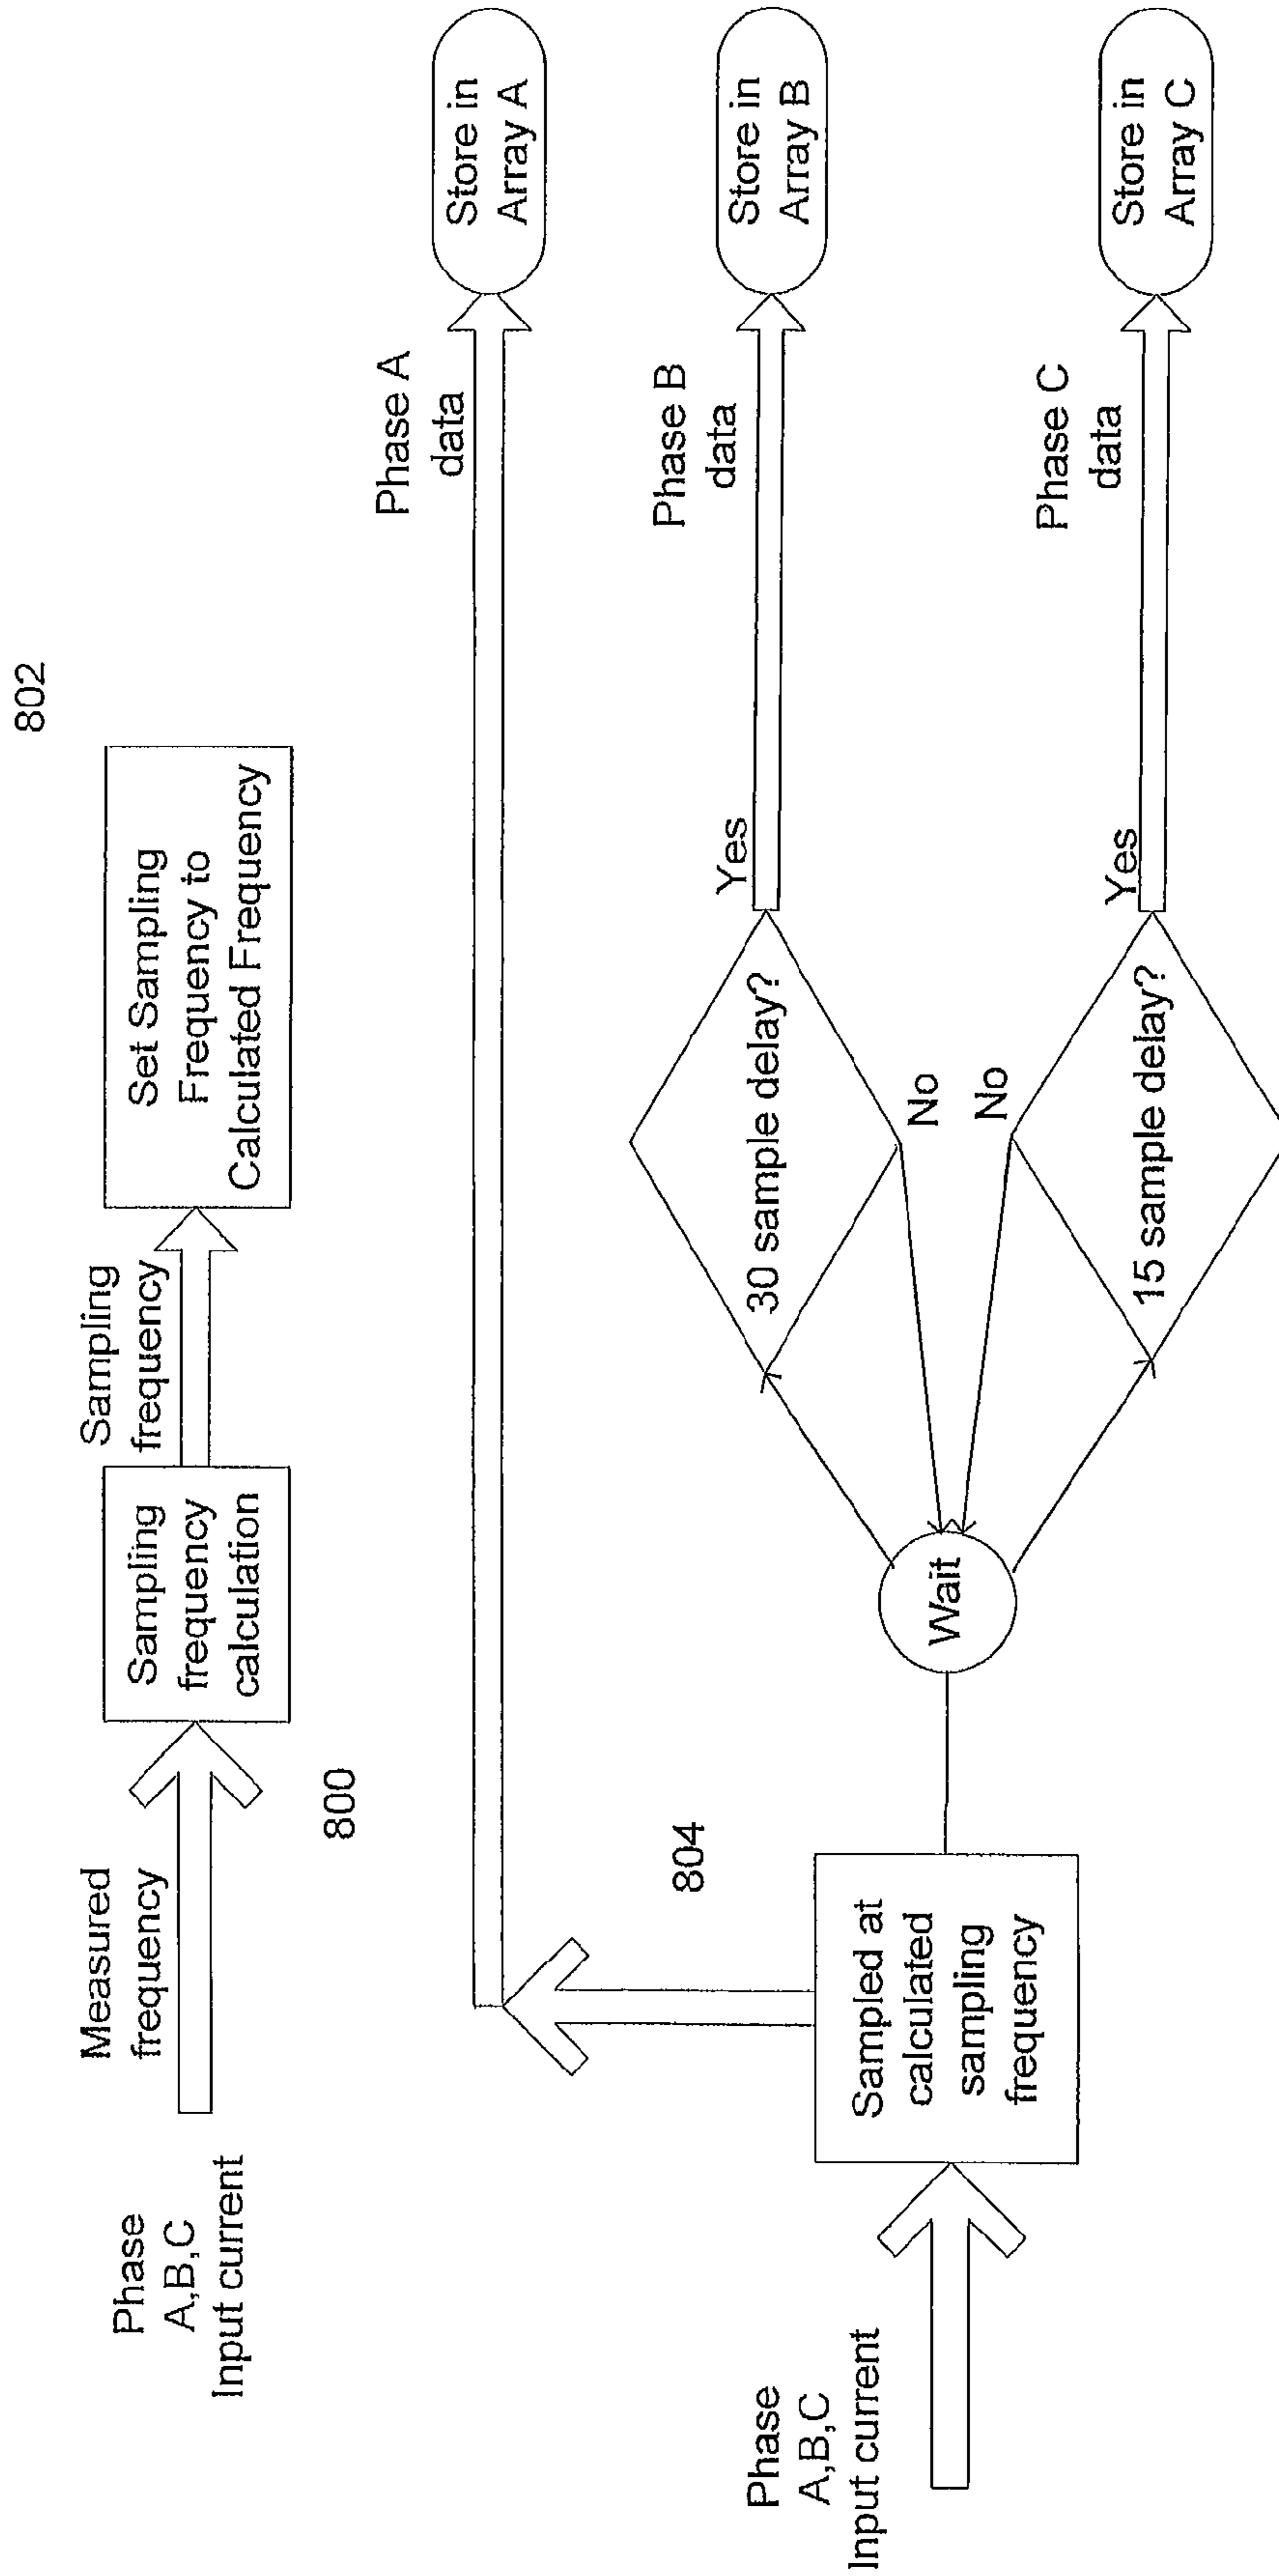 802
Phase
A,B,C
Input current
Measured
frequency
800
Sampling
frequency
calculation
Sampling
frequency
Set Sampling
Frequency to
Calculated Frequency
Phase A
data
Store in
Array A
Phase
A,B,C
Input current
804
Sampled at
calculated
sampling
frequency
Wait
30 sample delay?
Yes
No
Phase B
data
Store in
Array B
No
15 sample delay?
Yes
Phase C
data
Store in
Array C